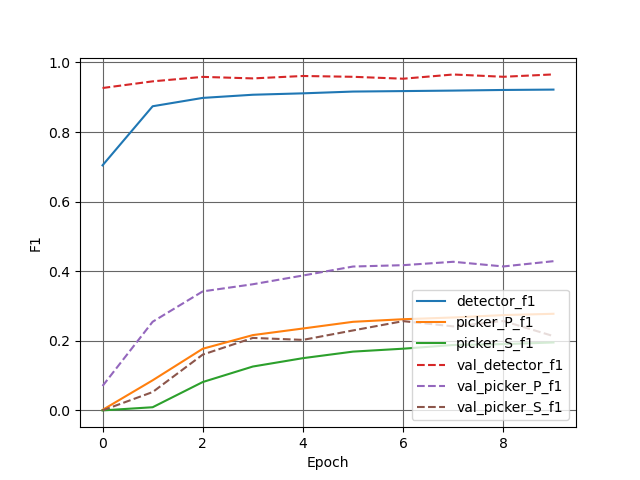 1.0
0.8
0.6
0.4
0.2
0.0
F1
detector_f1
picker_P_f1
picker_S_f1
val_detector_f1
val_picker_P_f1
val_picker_S_f1
0 2 4 6 8
Epoch